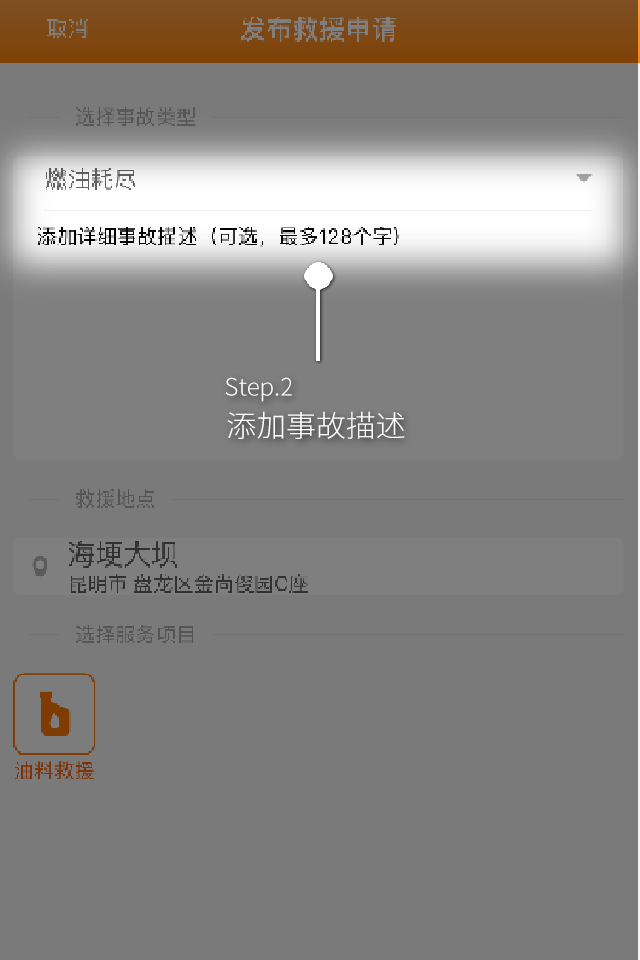 取消
发布救援申请
选择事故类型
燃油耗尽
添加详细事故描述（可选，最多128个字）
Step.2
添加事故描述
救援地点
海埂大坝
昆明市 盘龙区金尚俊园C座
选择服务项目
油料救援